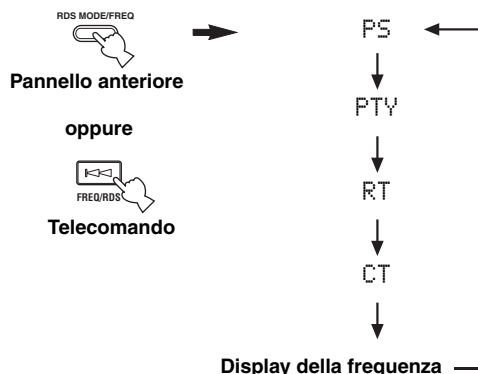 RDS MODE/FREQ
Pannello anteriore
oppure
FREQ/RDS
Telecomando
PS
PTY
RT
CT
Display della frequenza